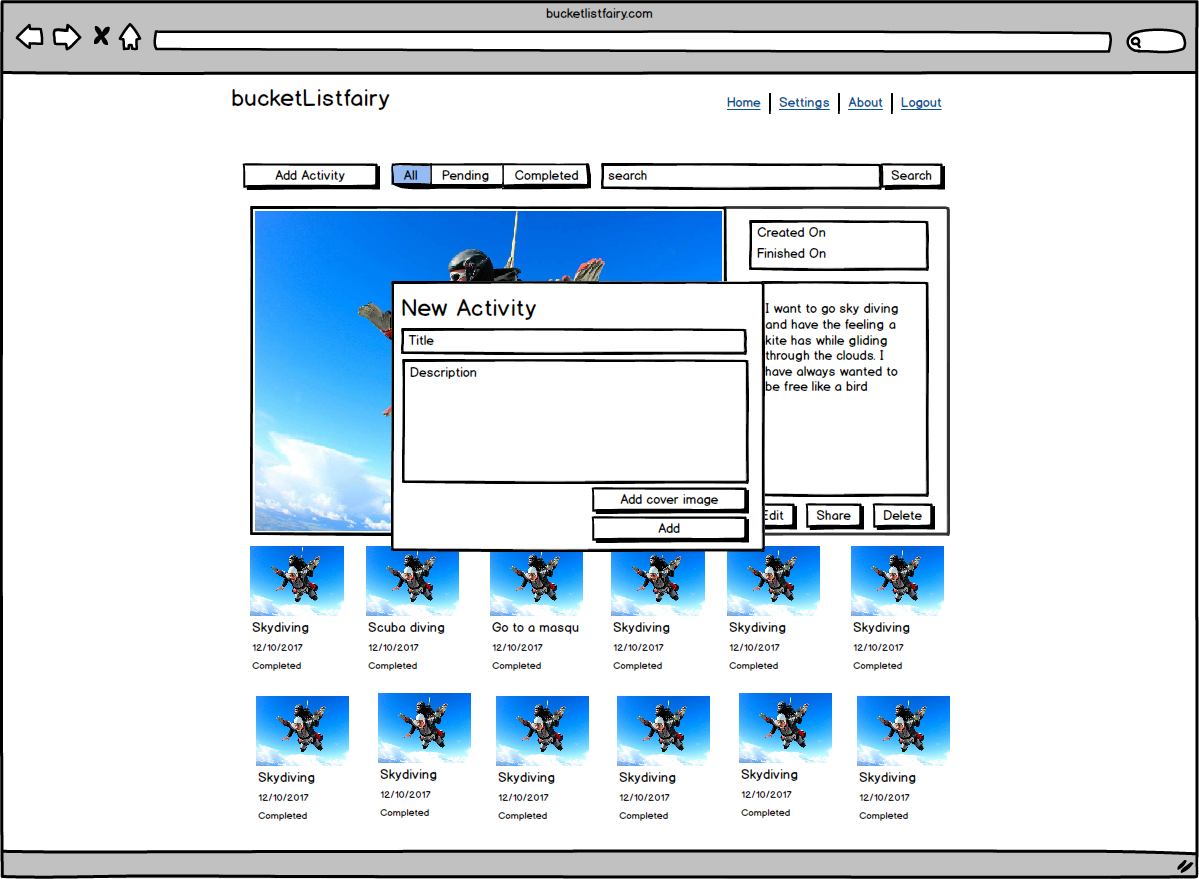 bucketlistfairy.com
bucketListfairy
Home Settings About Logout
Add Activity All Pending Completed search Search
Created On
Finished On
New Activity
Title
Description
Add cover image
Add
I want to go sky diving
and have the feeling a
kite has while gliding
through the clouds. I
have always wanted to
be free like a bird
Edit Share Delete
Skydiving Scuba diving Go to a masqu Skydiving Skydiving Skydiving
12/10/2017 12/10/2017 12/10/2017 12/10/2017 12/10/2017 12/10/2017
Completed Completed Completed Completed Completed Completed
Skydiving Skydiving Skydiving Skydiving Skydiving Skydiving
12/10/2017 12/10/2017 12/10/2017 12/10/2017 12/10/2017 12/10/2017
Completed Completed Completed Completed Completed Completed